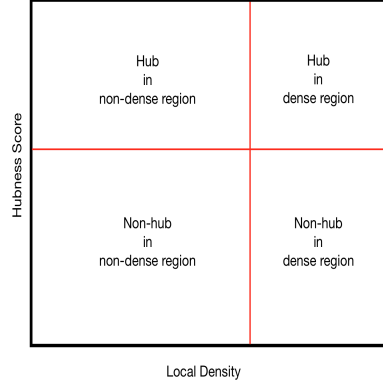 Hub
in
non-dense region
Hub
in
dense region
Hubness Score
Non-hub
in
non-dense region
Non-hub
in
dense region
Local Density